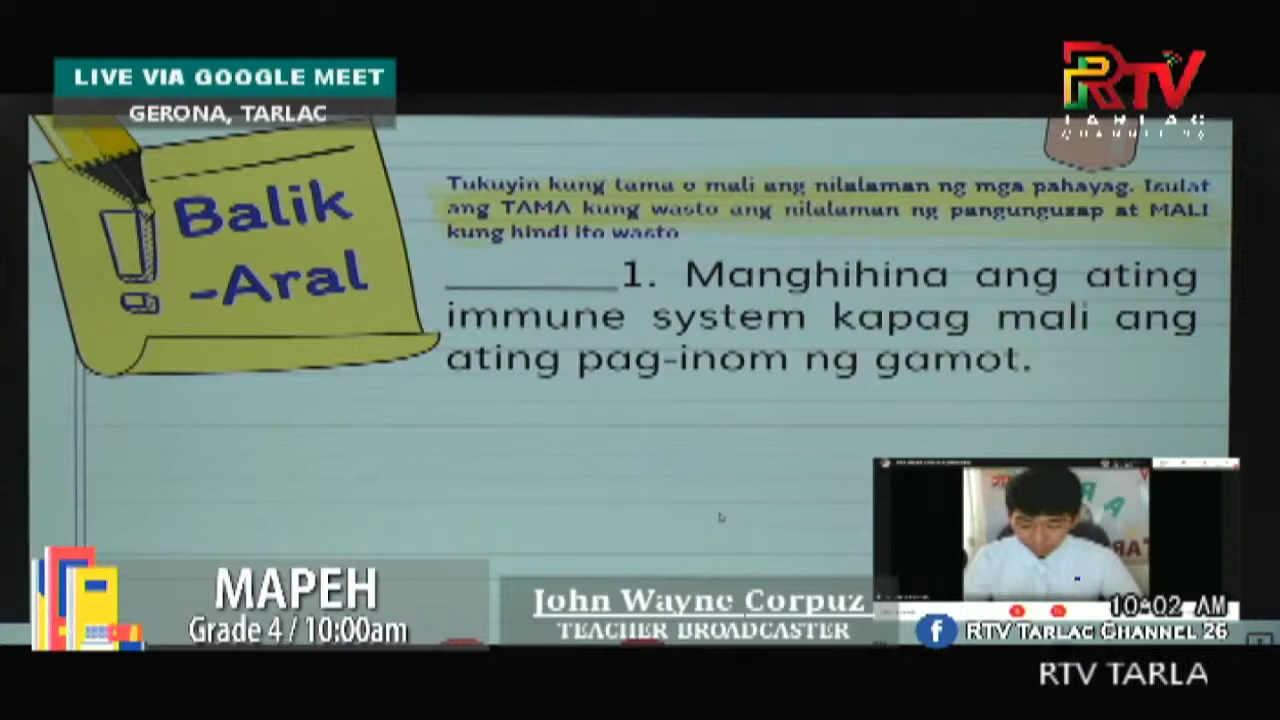 LIVE VIA GOOGLE MEET
GERONA, TARLAC
RTV
TARLAC
CHANNEL 26
Balik
-Aral
Tukuyin kung tama o mali ang nilalaman ng mga pahayag. Isulat
ang TAMA kung wasto ang nilalaman ng pangungusap at MALI
kung hindi ito wasto
________1. Manghihina ang ating
immune system kapag mali ang
ating pag-inom ng gamot.
MAPEH
Grade 4 / 10:00am
John Wayne Corpuz
TEACHER BROADCASTER
10:02 AM
RTV TARLAC CHANNEL 26
RTV TARLA